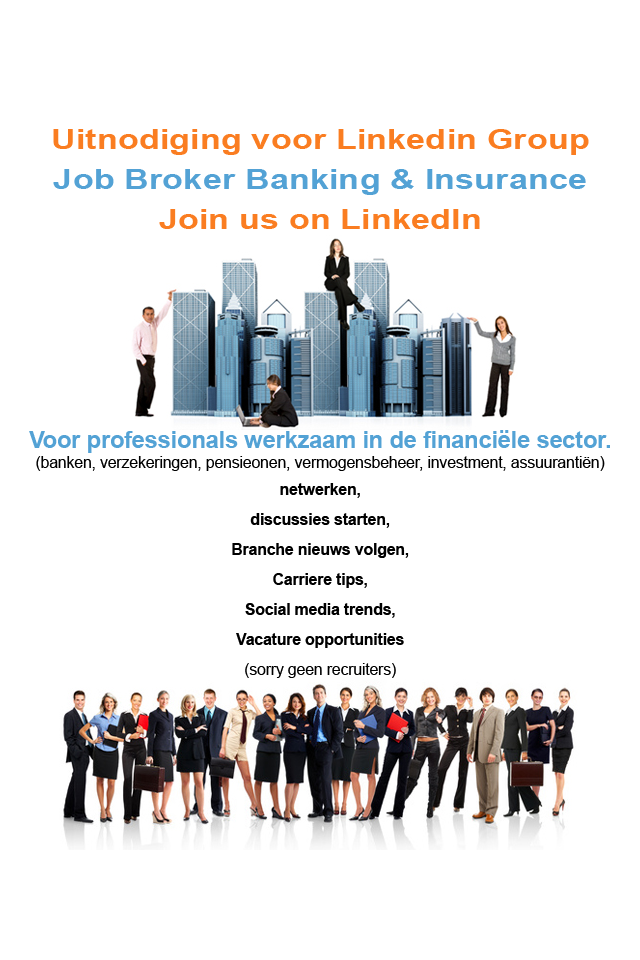 Uitnodiging voor Linkedin Group
Job Broker Banking & Insurance
Join us on LinkedIn
Voor professionals werkzaam in de financiële sector.
(banken, verzekeringen, pensieonen, vermogensbeheer, investment, assuurantiën)
netwerken,
discussies starten,
Branche nieuws volgen,
Carriere tips,
Social media trends,
Vacature opportunities
(sorry geen recruiters)